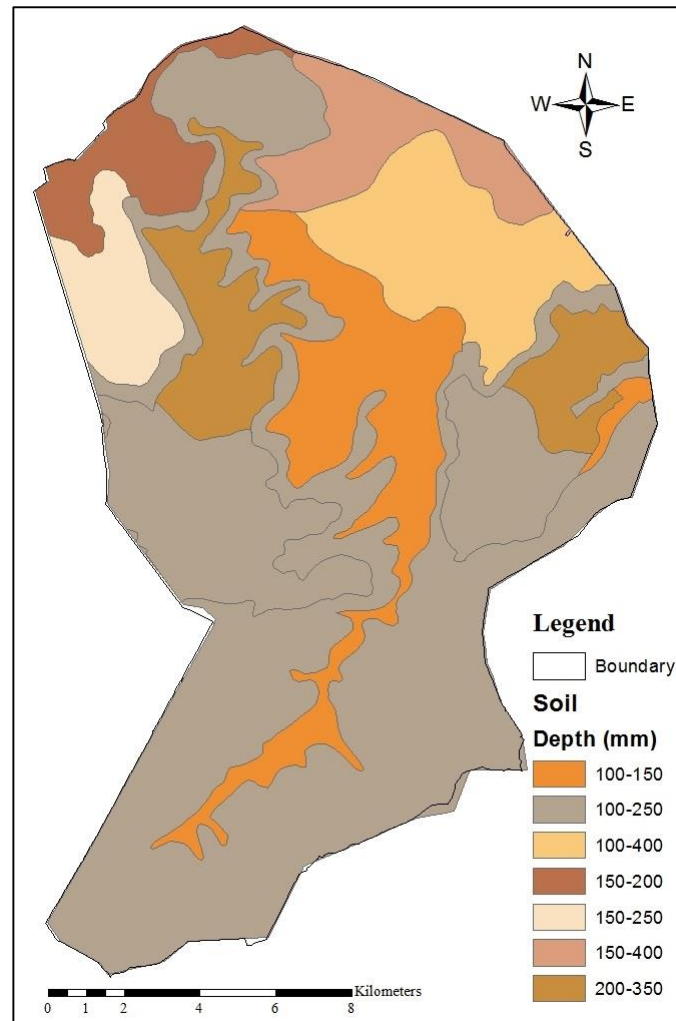 N
W E
S
Legend
Boundary
Soil
Depth (mm)
100-150
100-250
100-400
150-200
150-250
150-400
200-350
Kilometers
0 1 2 4 6 8